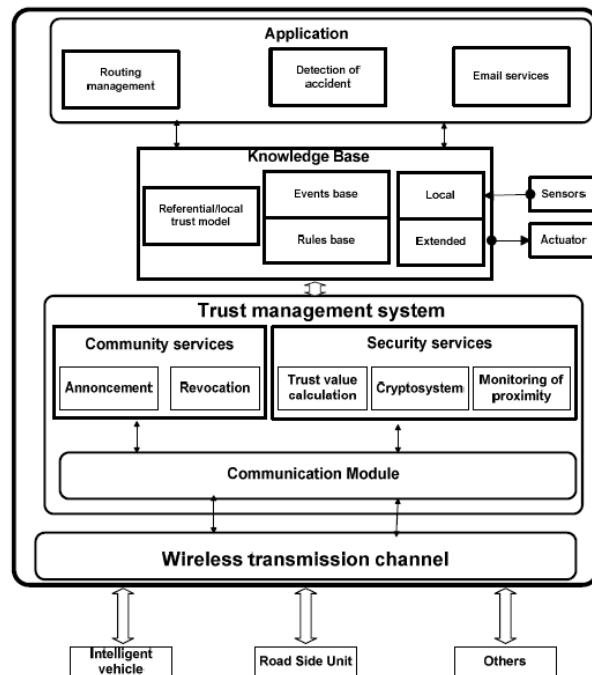 Application
Routing
management
Detection of
accident
Email services
Knowledge Base
Referential/local
trust model
Events base
Rules base
Local
Extended
Sensors
Actuator
Trust management system
Community services
Annoncement
Revocation
Security services
Trust value
calculation
Cryptosystem
Monitoring of
proximity
Communication Module
Wireless transmission channel
Intelligent
vehicle
Road Side Unit
Others